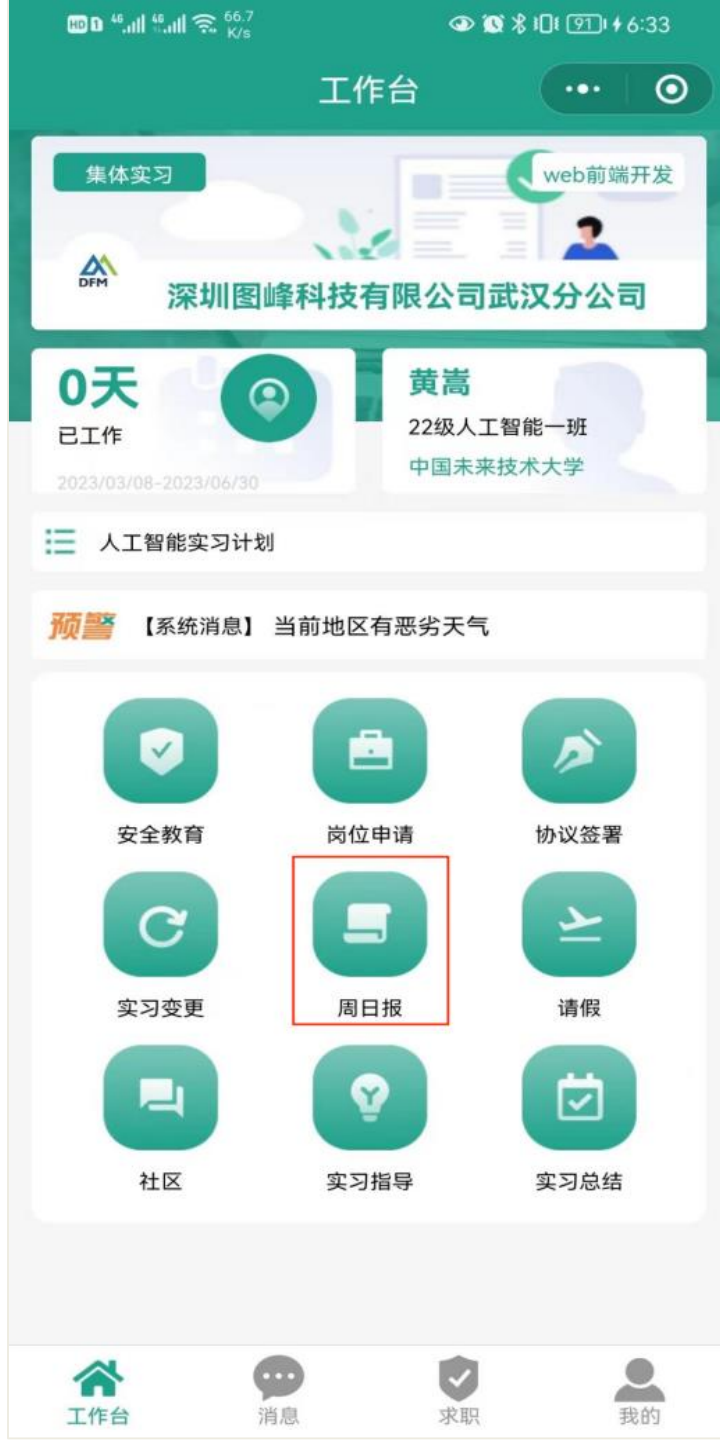 HD 1 4G 4G 66.7 K/s 91 6:33
工作台
集体实习 web前端开发
DFM
深圳图峰科技有限公司武汉分公司
0天
已工作
2023/03/08-2023/06/30
黄嵩
22级人工智能一班
中国未来技术大学
人工智能实习计划
预警 【系统消息】 当前地区有恶劣天气
安全教育 岗位申请 协议签署
实习变更 周日报 请假
社区 实习指导 实习总结
工作台 消息 求职 我的